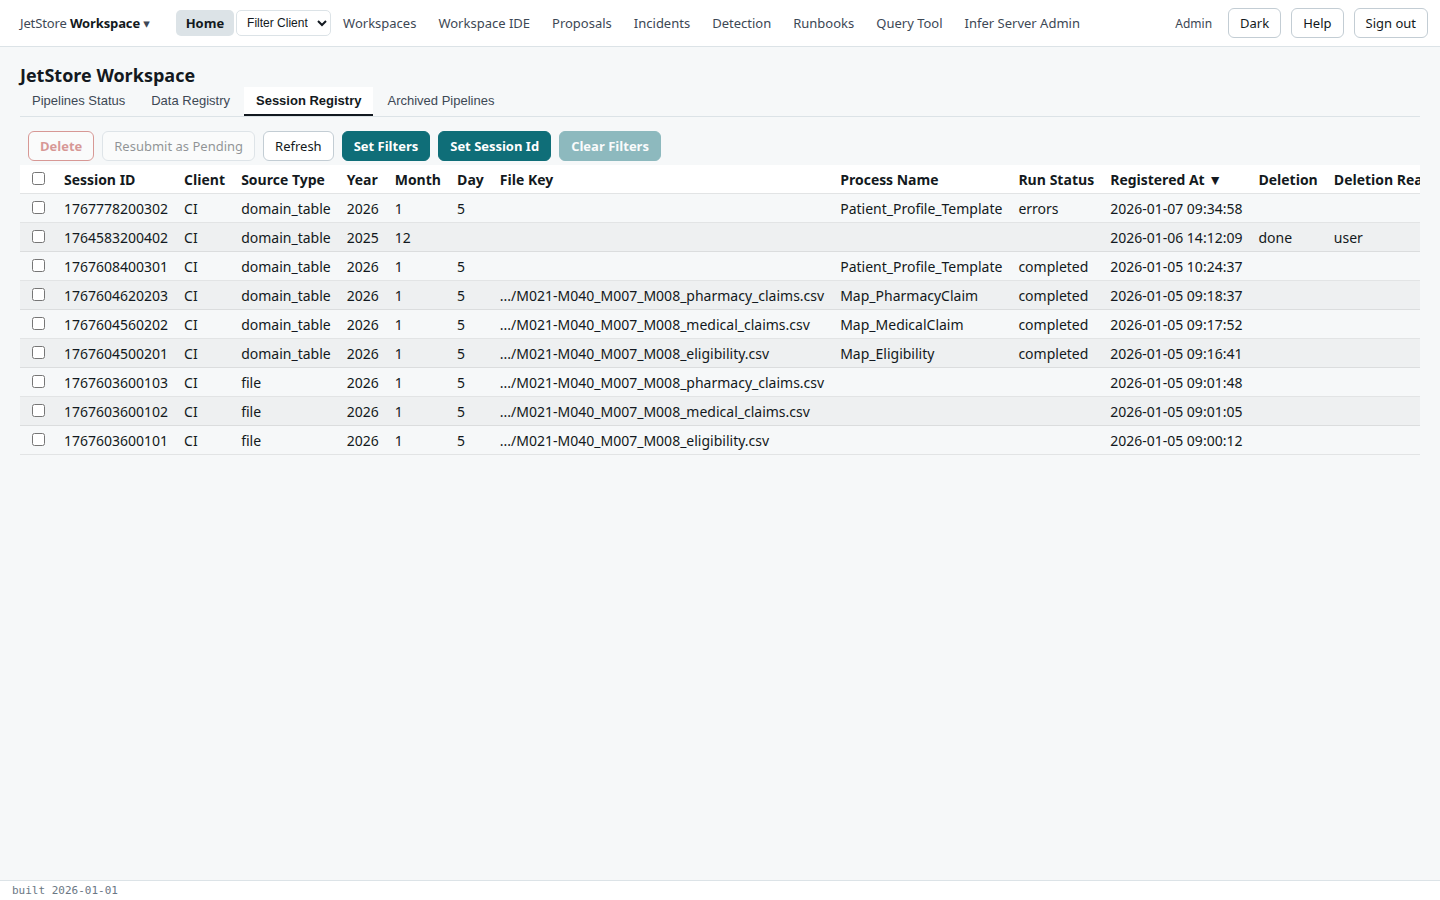 JetStore Workspace ▾ Home Filter Client Workspaces Workspace IDE Proposals Incidents Detection Runbooks Query Tool Infer Server Admin Admin Dark Help Sign out
JetStore Workspace
Pipelines Status Data Registry Session Registry Archived Pipelines
Delete Resubmit as Pending Refresh Set Filters Set Session Id Clear Filters
Session ID Client Source Type Year Month Day File Key Process Name Run Status Registered At ▼ Deletion Deletion Rea
1767778200302 CI domain_table 2026 1 5 Patient_Profile_Template errors 2026-01-07 09:34:58
1764583200402 CI domain_table 2025 12 2026-01-06 14:12:09 done user
1767608400301 CI domain_table 2026 1 5 Patient_Profile_Template completed 2026-01-05 10:24:37
1767604620203 CI domain_table 2026 1 5 .../M021-M040_M007_M008_pharmacy_claims.csv Map_PharmacyClaim completed 2026-01-05 09:18:37
1767604560202 CI domain_table 2026 1 5 .../M021-M040_M007_M008_medical_claims.csv Map_MedicalClaim completed 2026-01-05 09:17:52
1767604500201 CI domain_table 2026 1 5 .../M021-M040_M007_M008_eligibility.csv Map_Eligibility completed 2026-01-05 09:16:41
1767603600103 CI file 2026 1 5 .../M021-M040_M007_M008_pharmacy_claims.csv 2026-01-05 09:01:48
1767603600102 CI file 2026 1 5 .../M021-M040_M007_M008_medical_claims.csv 2026-01-05 09:01:05
1767603600101 CI file 2026 1 5 .../M021-M040_M007_M008_eligibility.csv 2026-01-05 09:00:12
built 2026-01-01